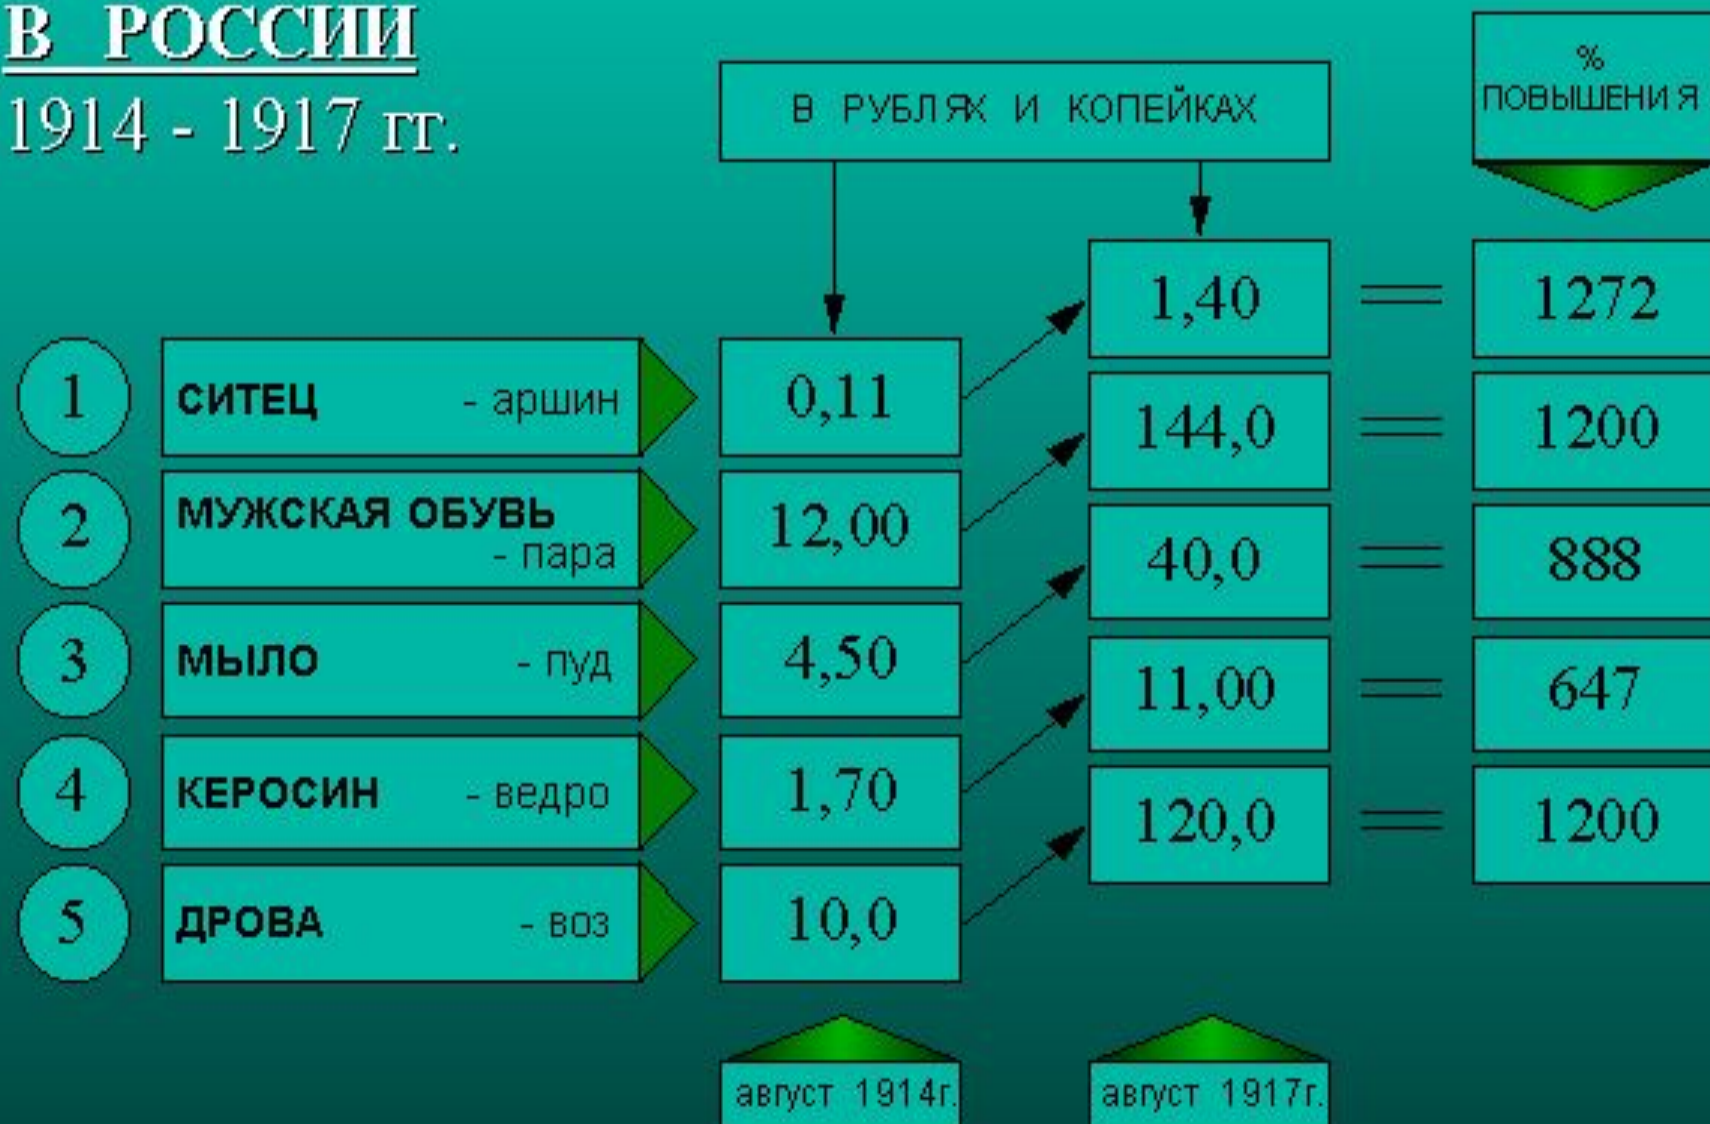 В РОССИИ
1914 - 1917 гг.
В РУБЛЯХ И КОПЕЙКАХ
%
ПОВЫШЕНИЯ
1 СИТЕЦ - аршин 0,11 1,40 = 1272
2 МУЖСКАЯ ОБУВЬ
- пара 12,00 144,0 = 1200
3 МЫЛО - пуд 4,50 40,0 = 888
4 КЕРОСИН - ведро 1,70 11,00 = 647
5 ДРОВА - воз 10,0 120,0 = 1200
август 1914г. август 1917г.